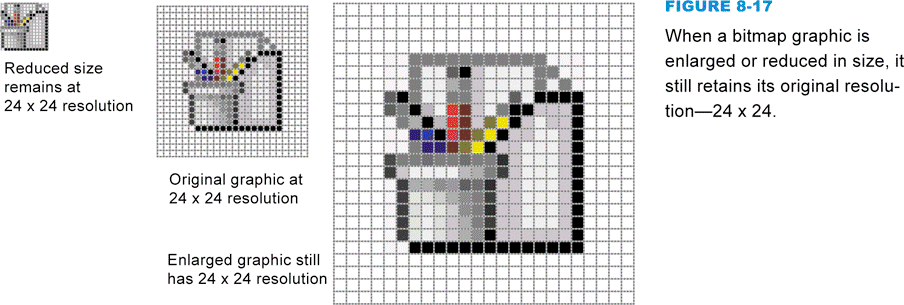 Reduced size
remains at
24 x 24 resolution
Original graphic at
24 x 24 resolution
Enlarged graphic still
has 24 x 24 resolution
FIGURE 8-17
When a bitmap graphic is
enlarged or reduced in size, it
still retains its original resolu-
tion—24 x 24.